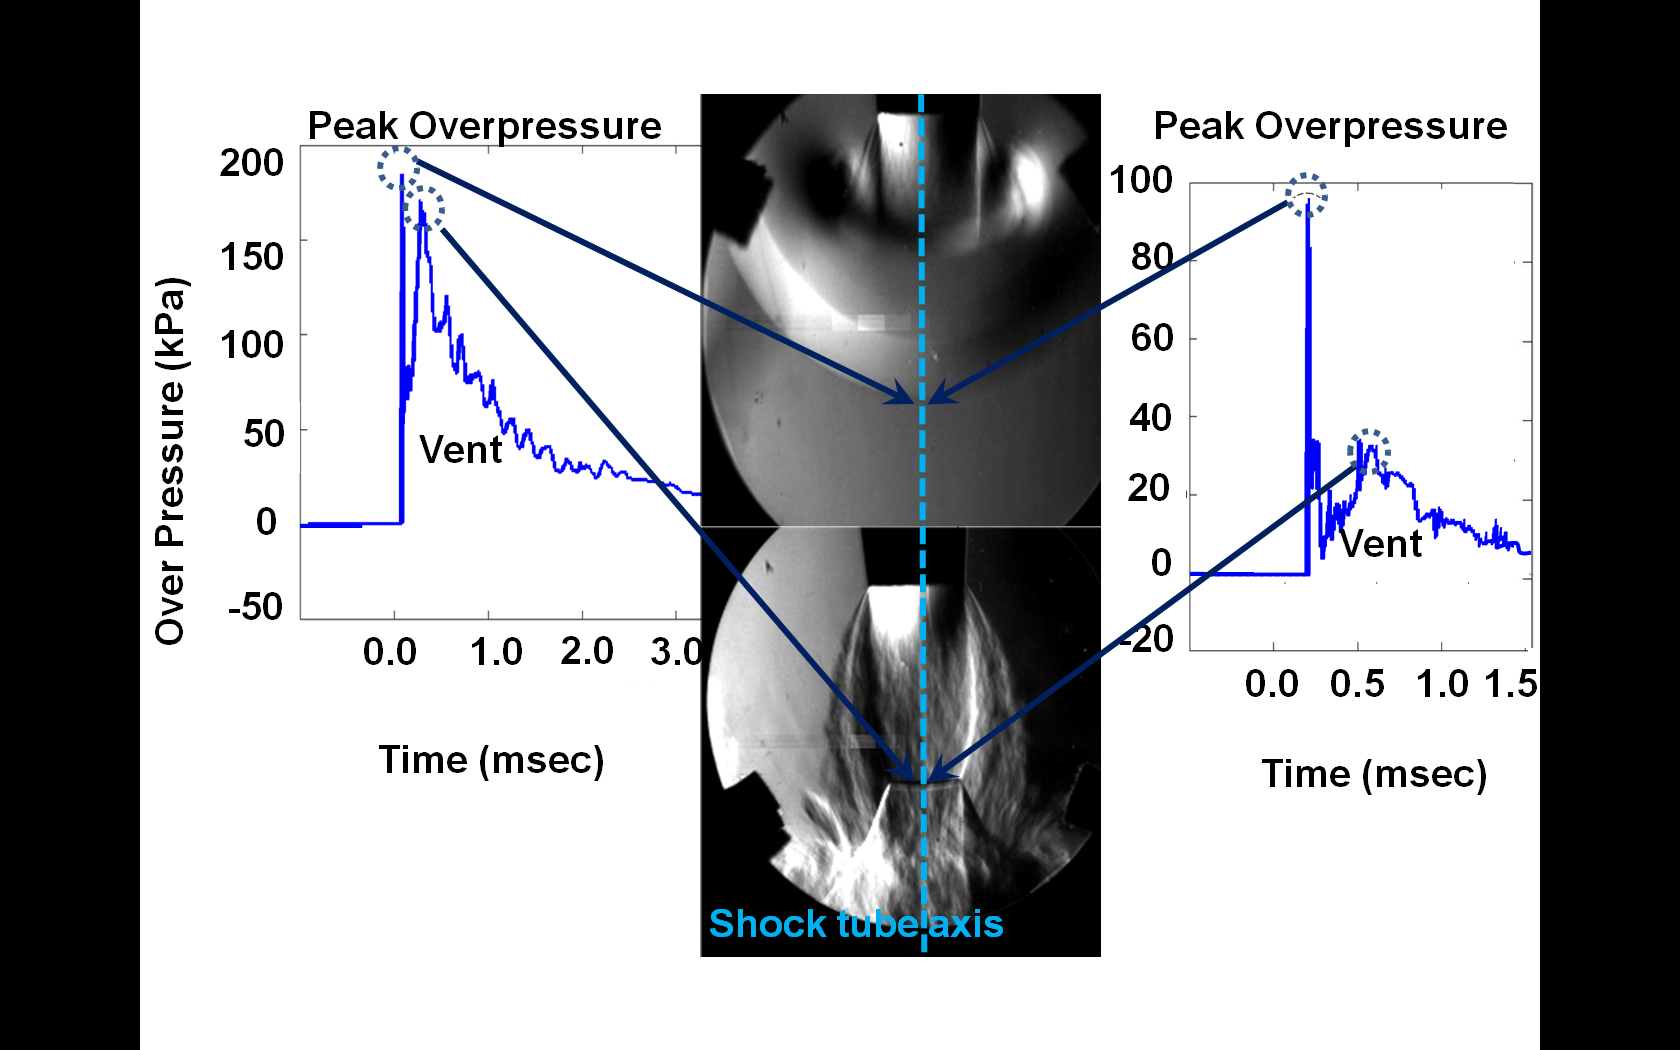 Peak Overpressure
200
150
100
50
0
-50
Over Pressure (kPa)
Vent
0.0 1.0 2.0 3.0
Time (msec)
Shock tube axis
Peak Overpressure
100
80
60
40
20
0
-20
Vent
0.0 0.5 1.0 1.5
Time (msec)